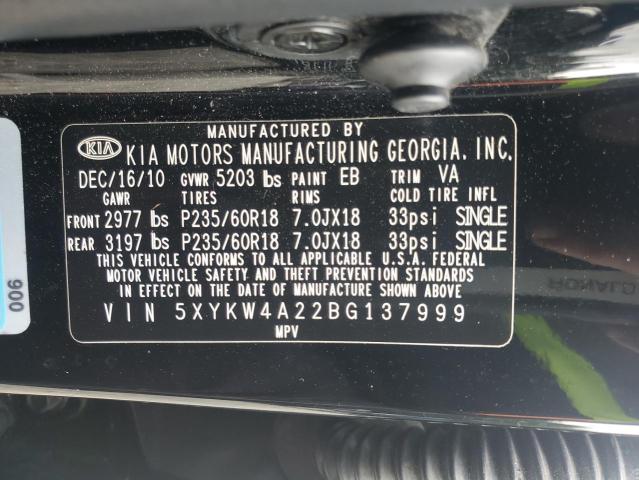 MANUFACTURED BY
KIA KIA MOTORS MANUFACTURING GEORGIA. INC.
DEC/16/10 GVWR 5203 lbs PAINT EB TRIM VA
GAWR TIRES RIMS COLD TIRE INFL
FRONT 2977 lbs P235/60R18 7.0JX18 33psi SINGLE
REAR 3197 lbs P235/60R18 7.0JX18 33psi SINGLE
THIS VEHICLE CONFORMS TO ALL APPLICABLE U.S.A. FEDERAL
MOTOR VEHICLE SAFETY AND THEFT PREVENTION STANDARDS
IN EFFECT ON THE DATE OF MANUFACTURE SHOWN ABOVE
VIN 5XYKW4A22BG137999
MPV
006